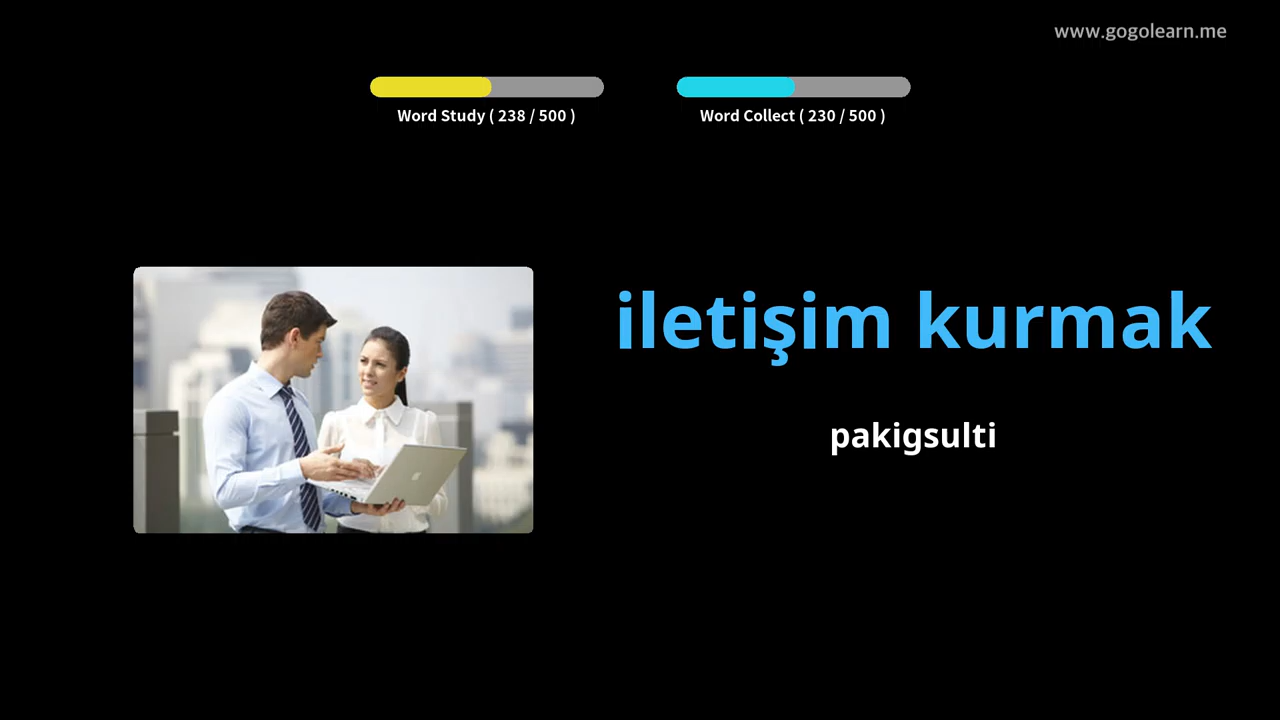 www.gogolearn.me
Word Study ( 238 / 500 )
Word Collect ( 230 / 500 )
iletişim kurmak
pakigsulti